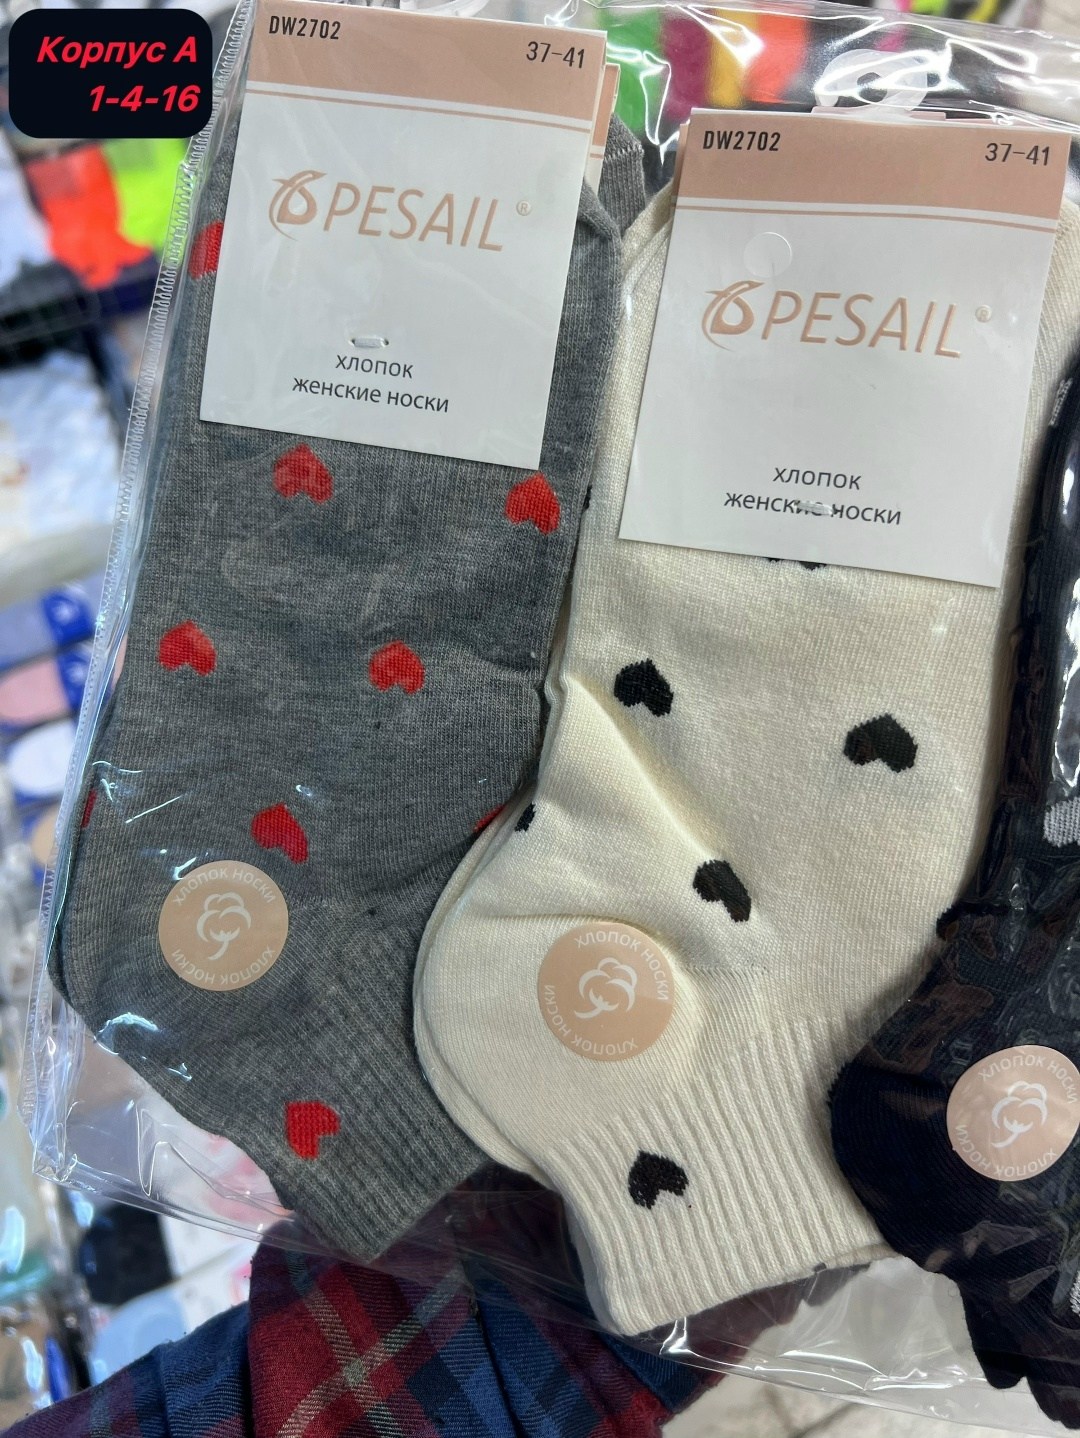 Корпус А
1-4-16
DW2702
37-41
PESAIL®
хлопок
женские носки
DW2702
37-41
PESAIL®
хлопок
женские носки
ХЛОПОК НОСКИ
ХЛОПОК НОСКИ
ХЛОПОК НОСКИ
ХЛОПОК НОСКИ
ХЛОПОК НОСКИ
ХЛОПОК НОСКИ